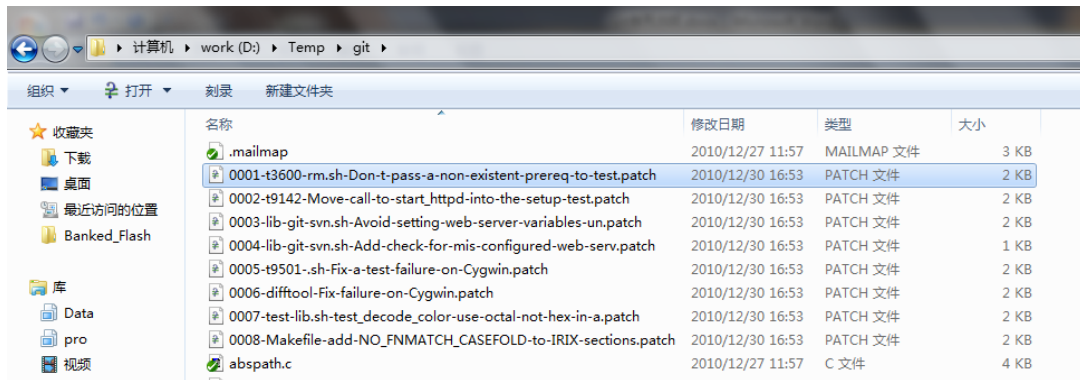 计算机 work (D:) Temp git
组织 打开 刻录 新建文件夹
收藏夹
下载
桌面
最近访问的位置
Banked_Flash
库
Data
pro
视频
名称 修改日期 类型 大小
.mailmap 2010/12/27 11:57 MAILMAP 文件 3 KB
0001-t3600-rm.sh-Don-t-pass-a-non-existent-prereq-to-test.patch 2010/12/30 16:53 PATCH 文件 2 KB
0002-t9142-Move-call-to-start_httpd-into-the-setup-test.patch 2010/12/30 16:53 PATCH 文件 2 KB
0003-lib-git-svn.sh-Avoid-setting-web-server-variables-un.patch 2010/12/30 16:53 PATCH 文件 2 KB
0004-lib-git-svn.sh-Add-check-for-mis-configured-web-serv.patch 2010/12/30 16:53 PATCH 文件 1 KB
0005-t9501-.sh-Fix-a-test-failure-on-Cygwin.patch 2010/12/30 16:53 PATCH 文件 2 KB
0006-difftool-Fix-failure-on-Cygwin.patch 2010/12/30 16:53 PATCH 文件 2 KB
0007-test-lib.sh-test_decode_color-use-octal-not-hex-in-a.patch 2010/12/30 16:53 PATCH 文件 2 KB
0008-Makefile-add-NO_FNMATCH_CASEFOLD-to-IRIX-sections.patch 2010/12/30 16:53 PATCH 文件 2 KB
abspath.c 2010/12/27 11:57 C 文件 4 KB